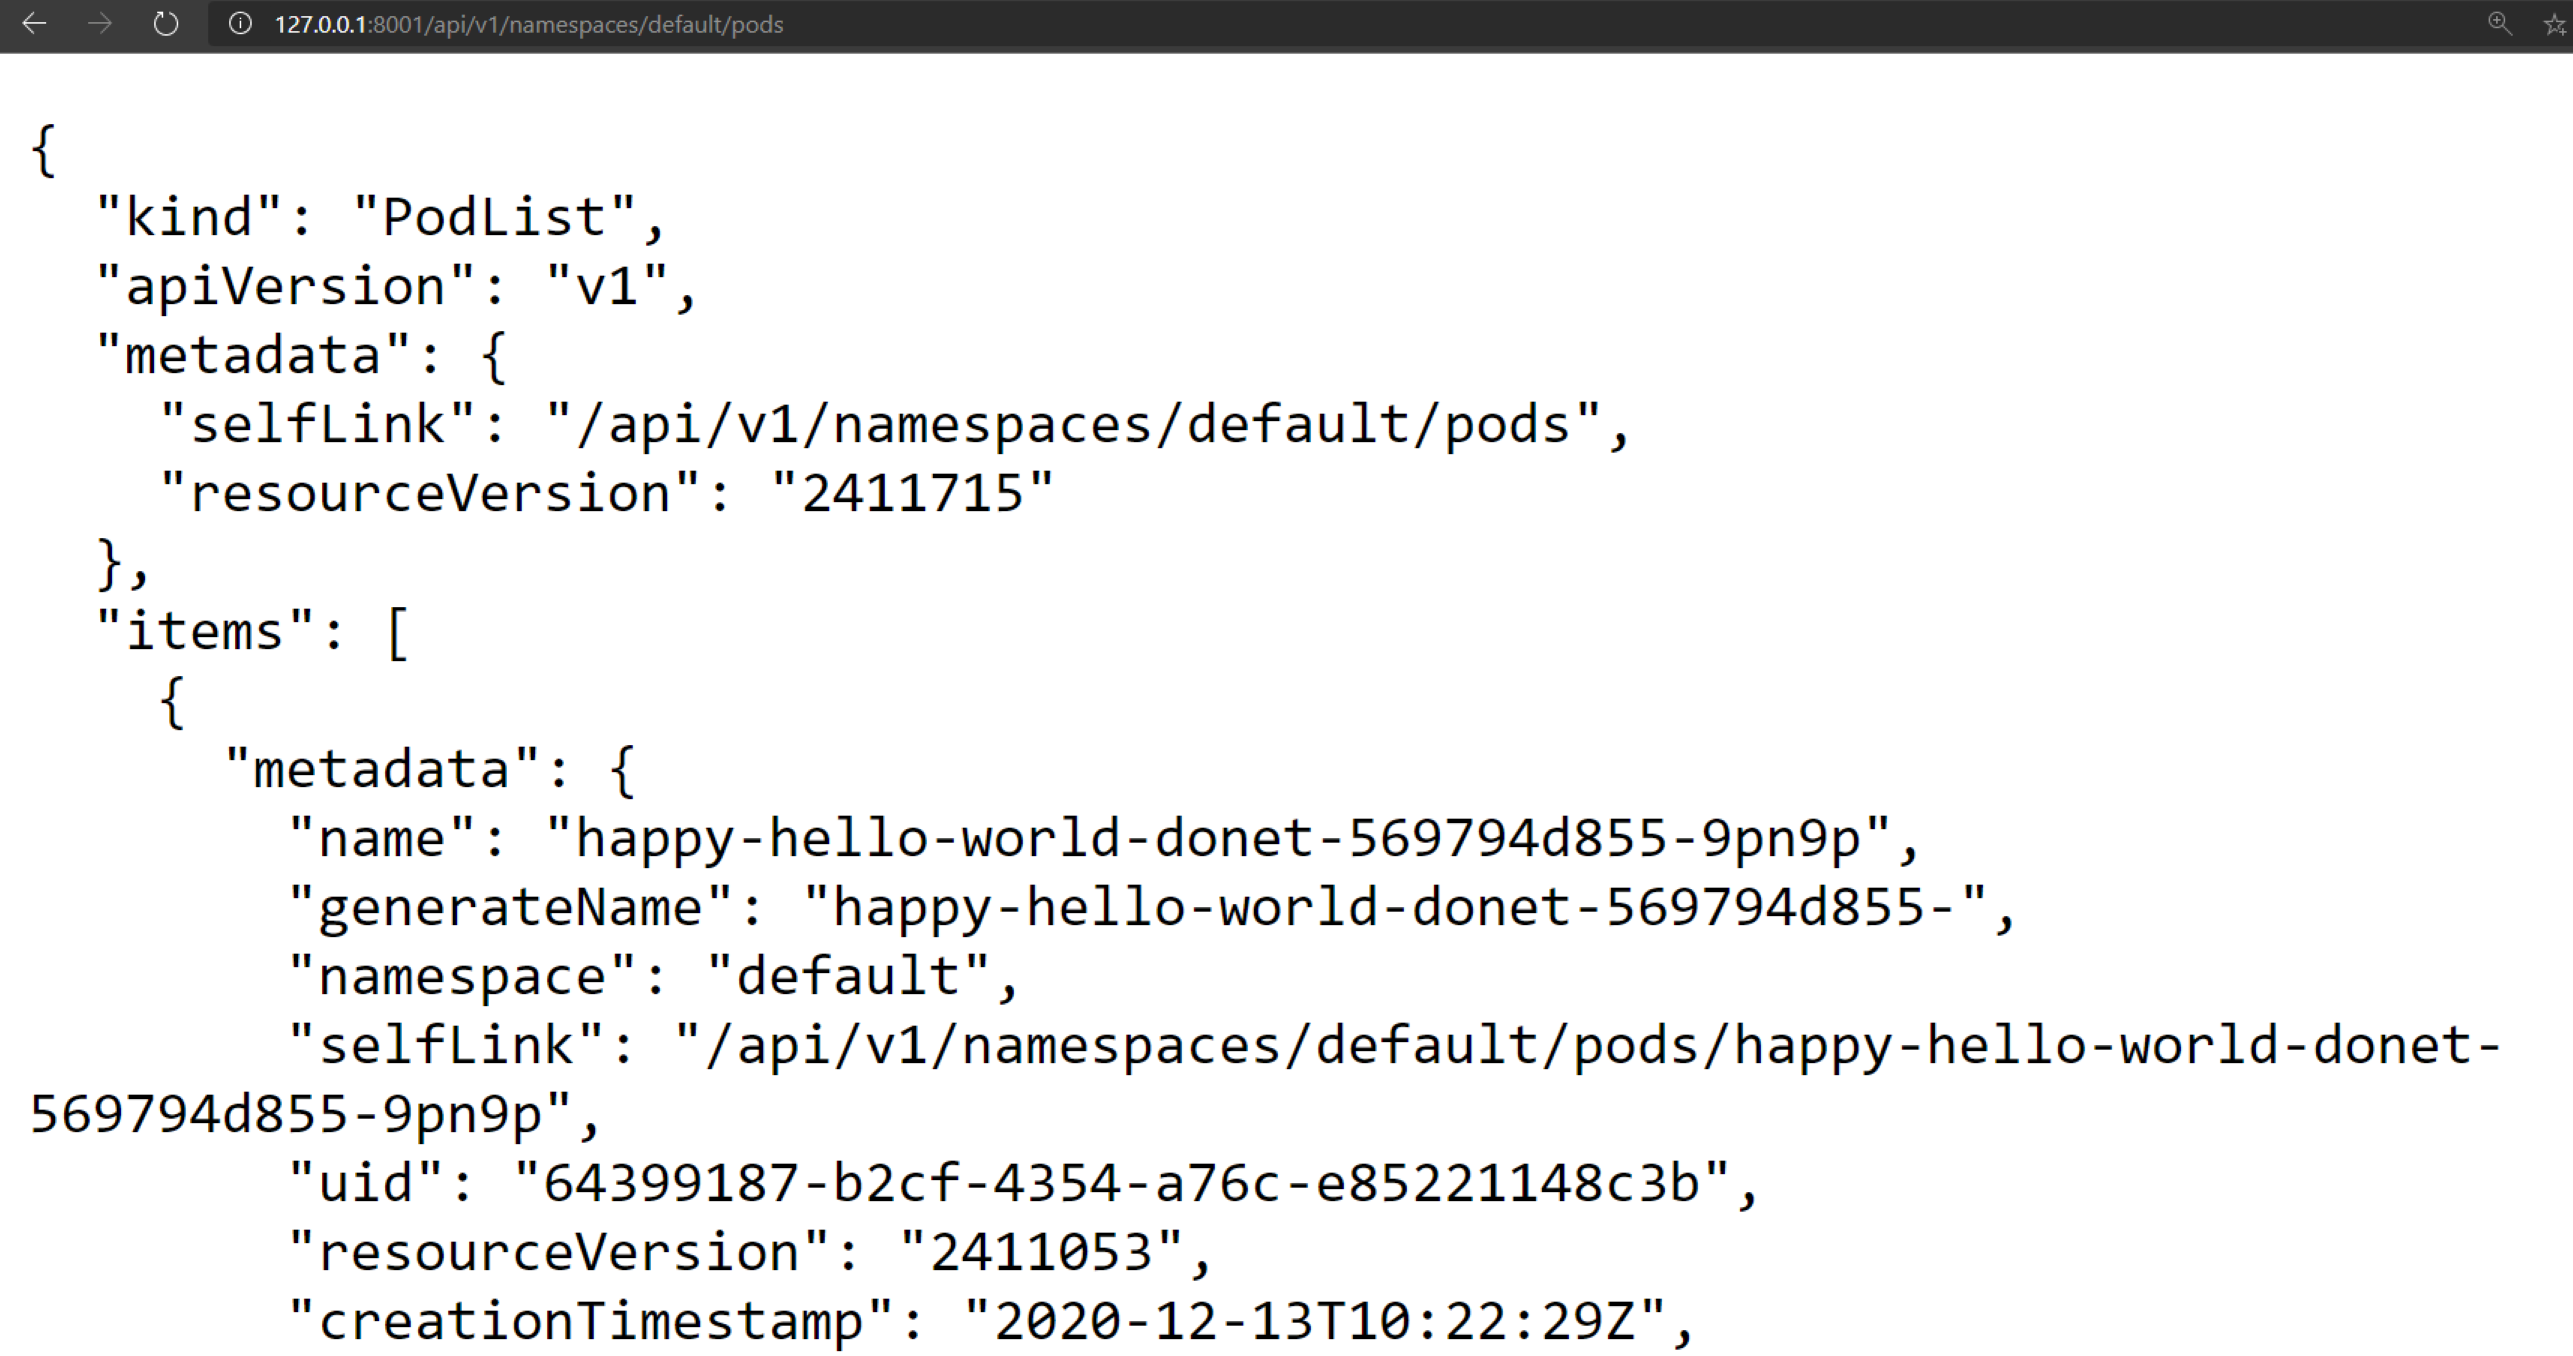 127.0.0.1:8001/api/v1/namespaces/default/pods
{
"kind": "PodList",
"apiVersion": "v1",
"metadata": {
"selfLink": "/api/v1/namespaces/default/pods",
"resourceVersion": "2411715"
},
"items": [
{
"metadata": {
"name": "happy-hello-world-donet-569794d855-9pn9p",
"generateName": "happy-hello-world-donet-569794d855-",
"namespace": "default",
"selfLink": "/api/v1/namespaces/default/pods/happy-hello-world-donet-
569794d855-9pn9p",
"uid": "64399187-b2cf-4354-a76c-e85221148c3b",
"resourceVersion": "2411053",
"creationTimestamp": "2020-12-13T10:22:29Z",